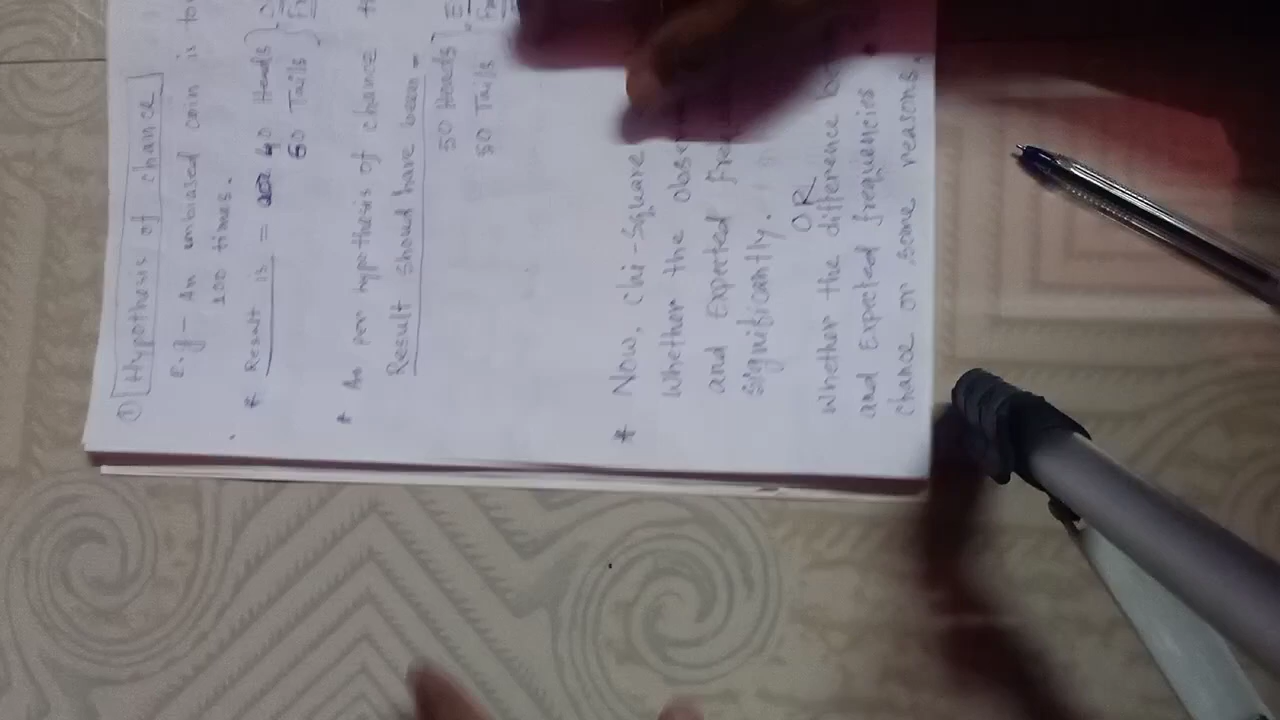 ① Hypothesis of chance
E.g - An unbiased coin is
100 times.
* Result is = 40 Heads }
60 Tails }
* As per hypothesis of chance
Result should have been -
50 Heads }
50 Tails
* Now, chi-square
whether the
and Expected
significantly.
OR
whether the difference
and Expected frequencies
chance or some reasons.